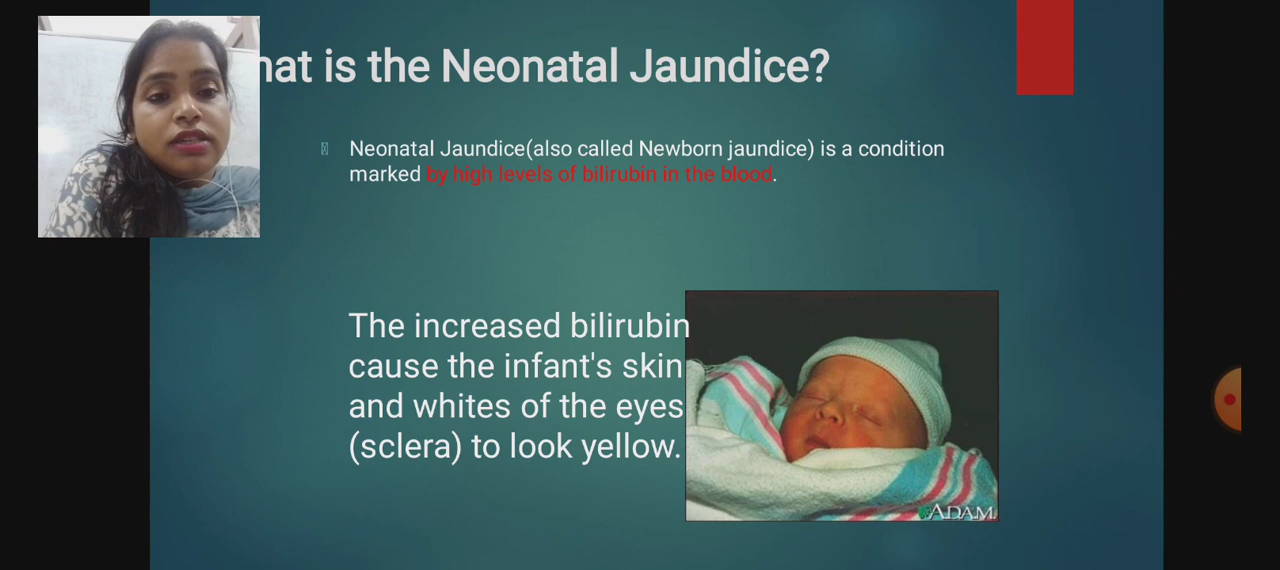 hat is the Neonatal Jaundice?
Neonatal Jaundice(also called Newborn jaundice) is a condition
marked by high levels of bilirubin in the blood.
The increased bilirubin
cause the infant's skin
and whites of the eyes
(sclera) to look yellow.
ADAM